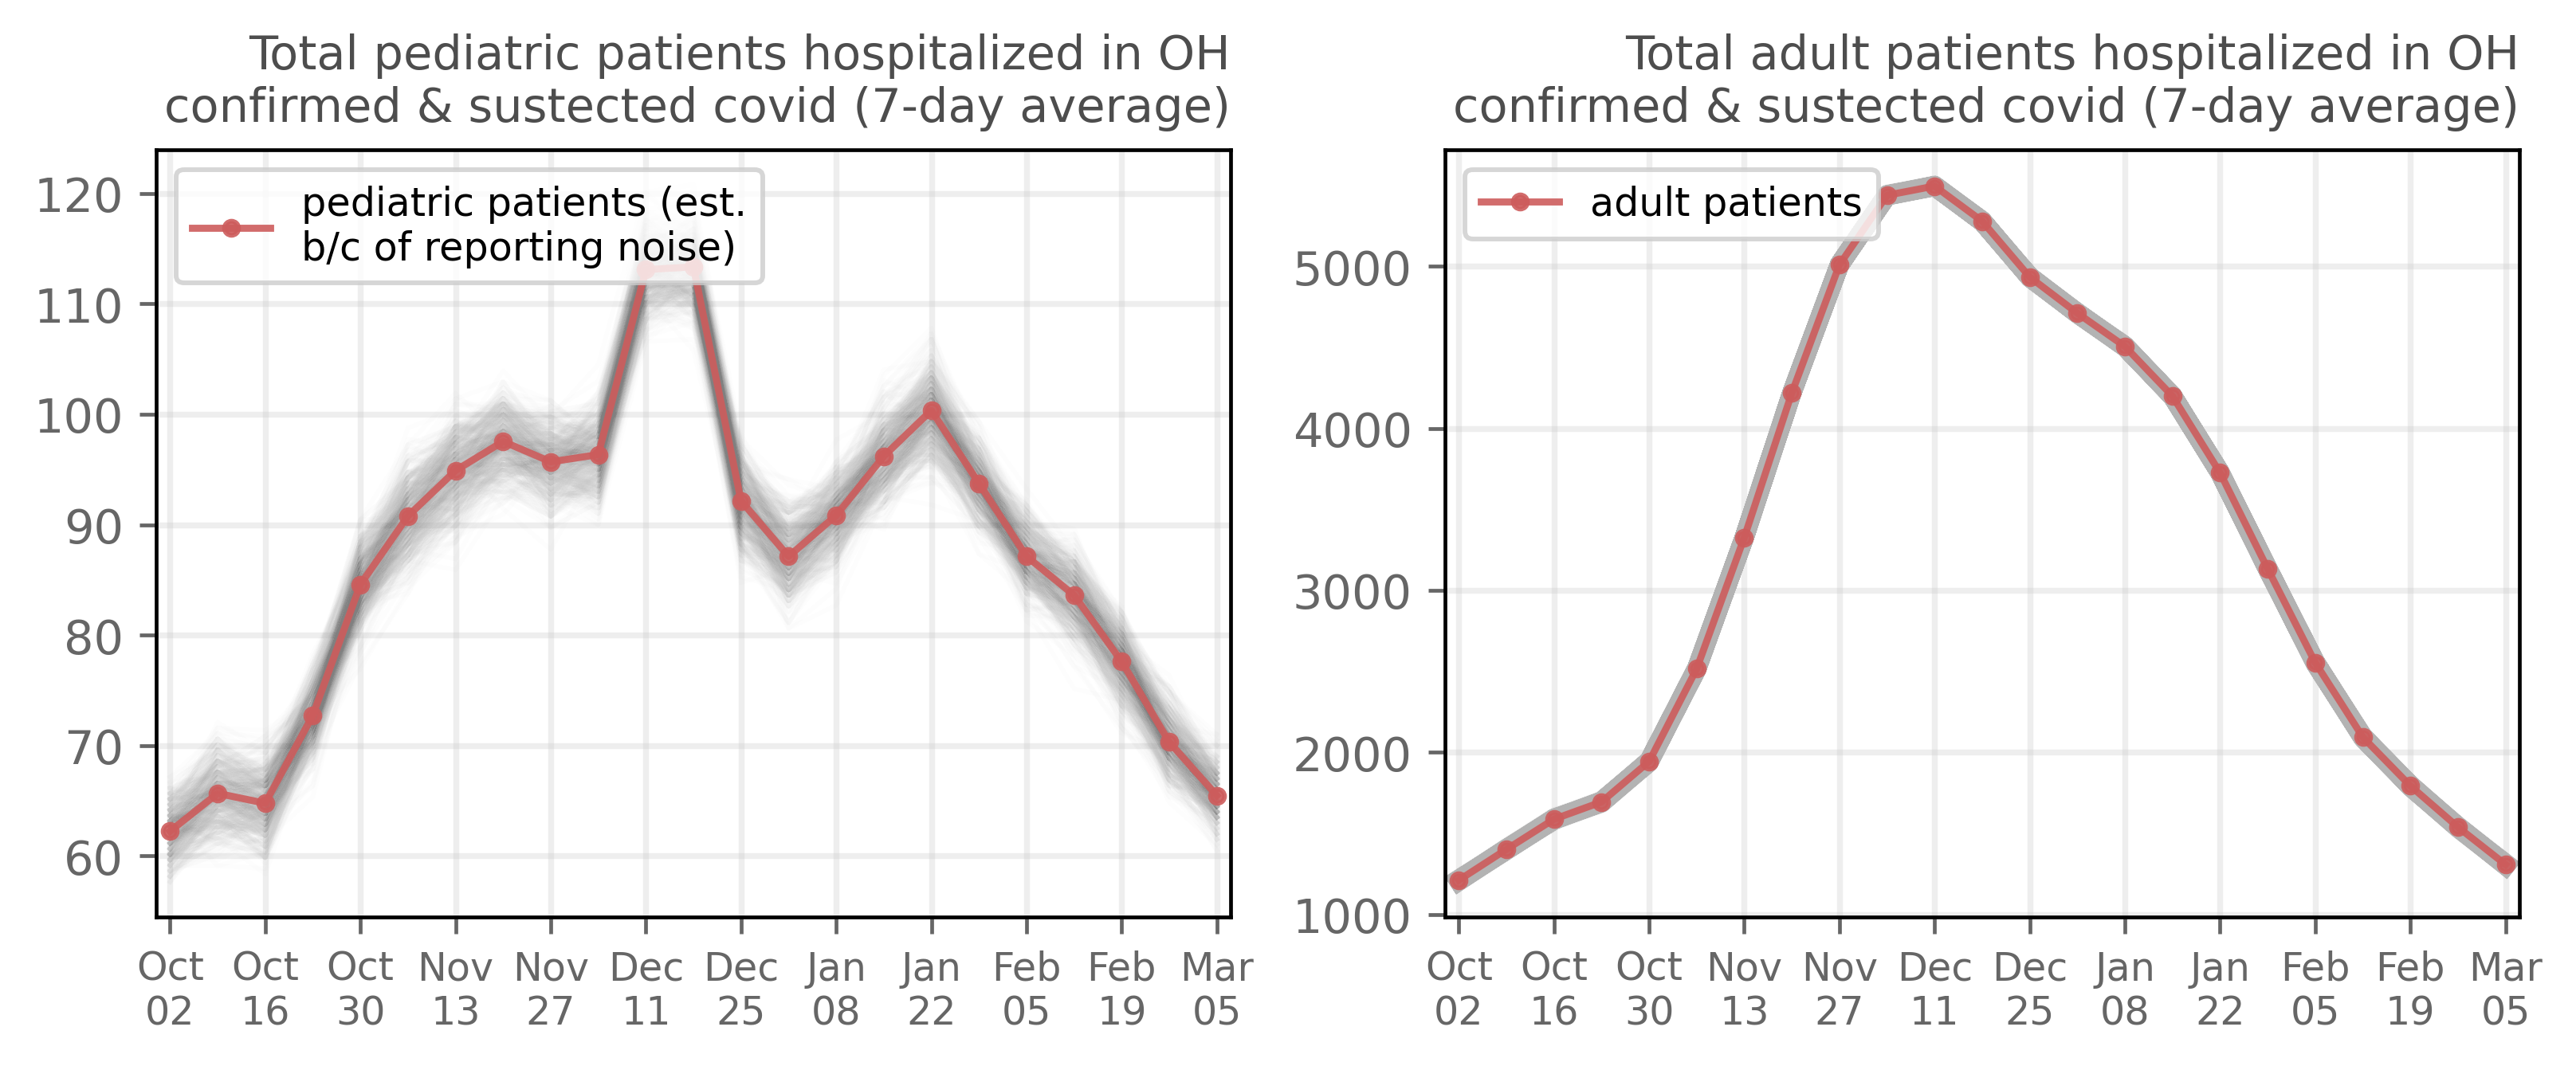 Total pediatric patients hospitalized in OH
confirmed & sustected covid (7-day average)
pediatric patients (est.
b/c of reporting noise)
120
110
100
90
80
70
60
Oct Oct Oct Nov Nov Dec Dec Jan Jan Feb Feb Mar
02 16 30 13 27 11 25 08 22 05 19 05
Total adult patients hospitalized in OH
confirmed & sustected covid (7-day average)
adult patients
5000
4000
3000
2000
1000
Oct Oct Oct Nov Nov Dec Dec Jan Jan Feb Feb Mar
02 16 30 13 27 11 25 08 22 05 19 05